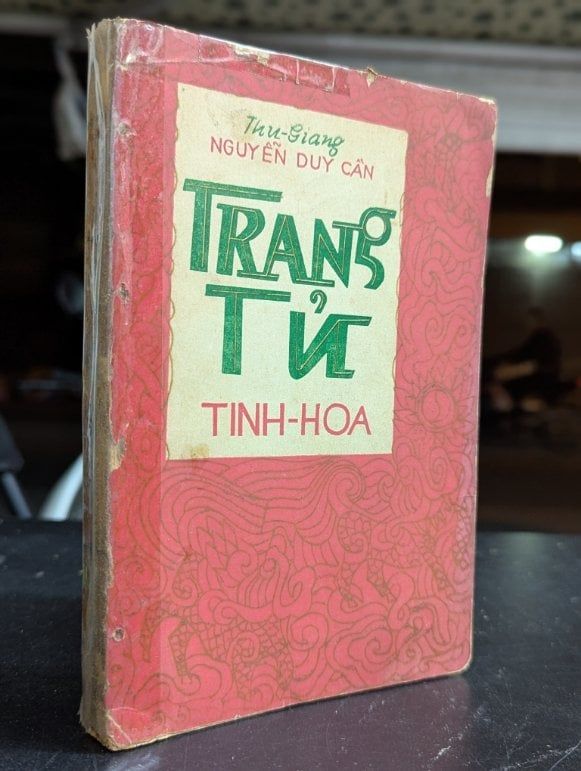 Thu-Giang
NGUYỄN DUY CẦN
TRANG
TỬ
TINH-HOA